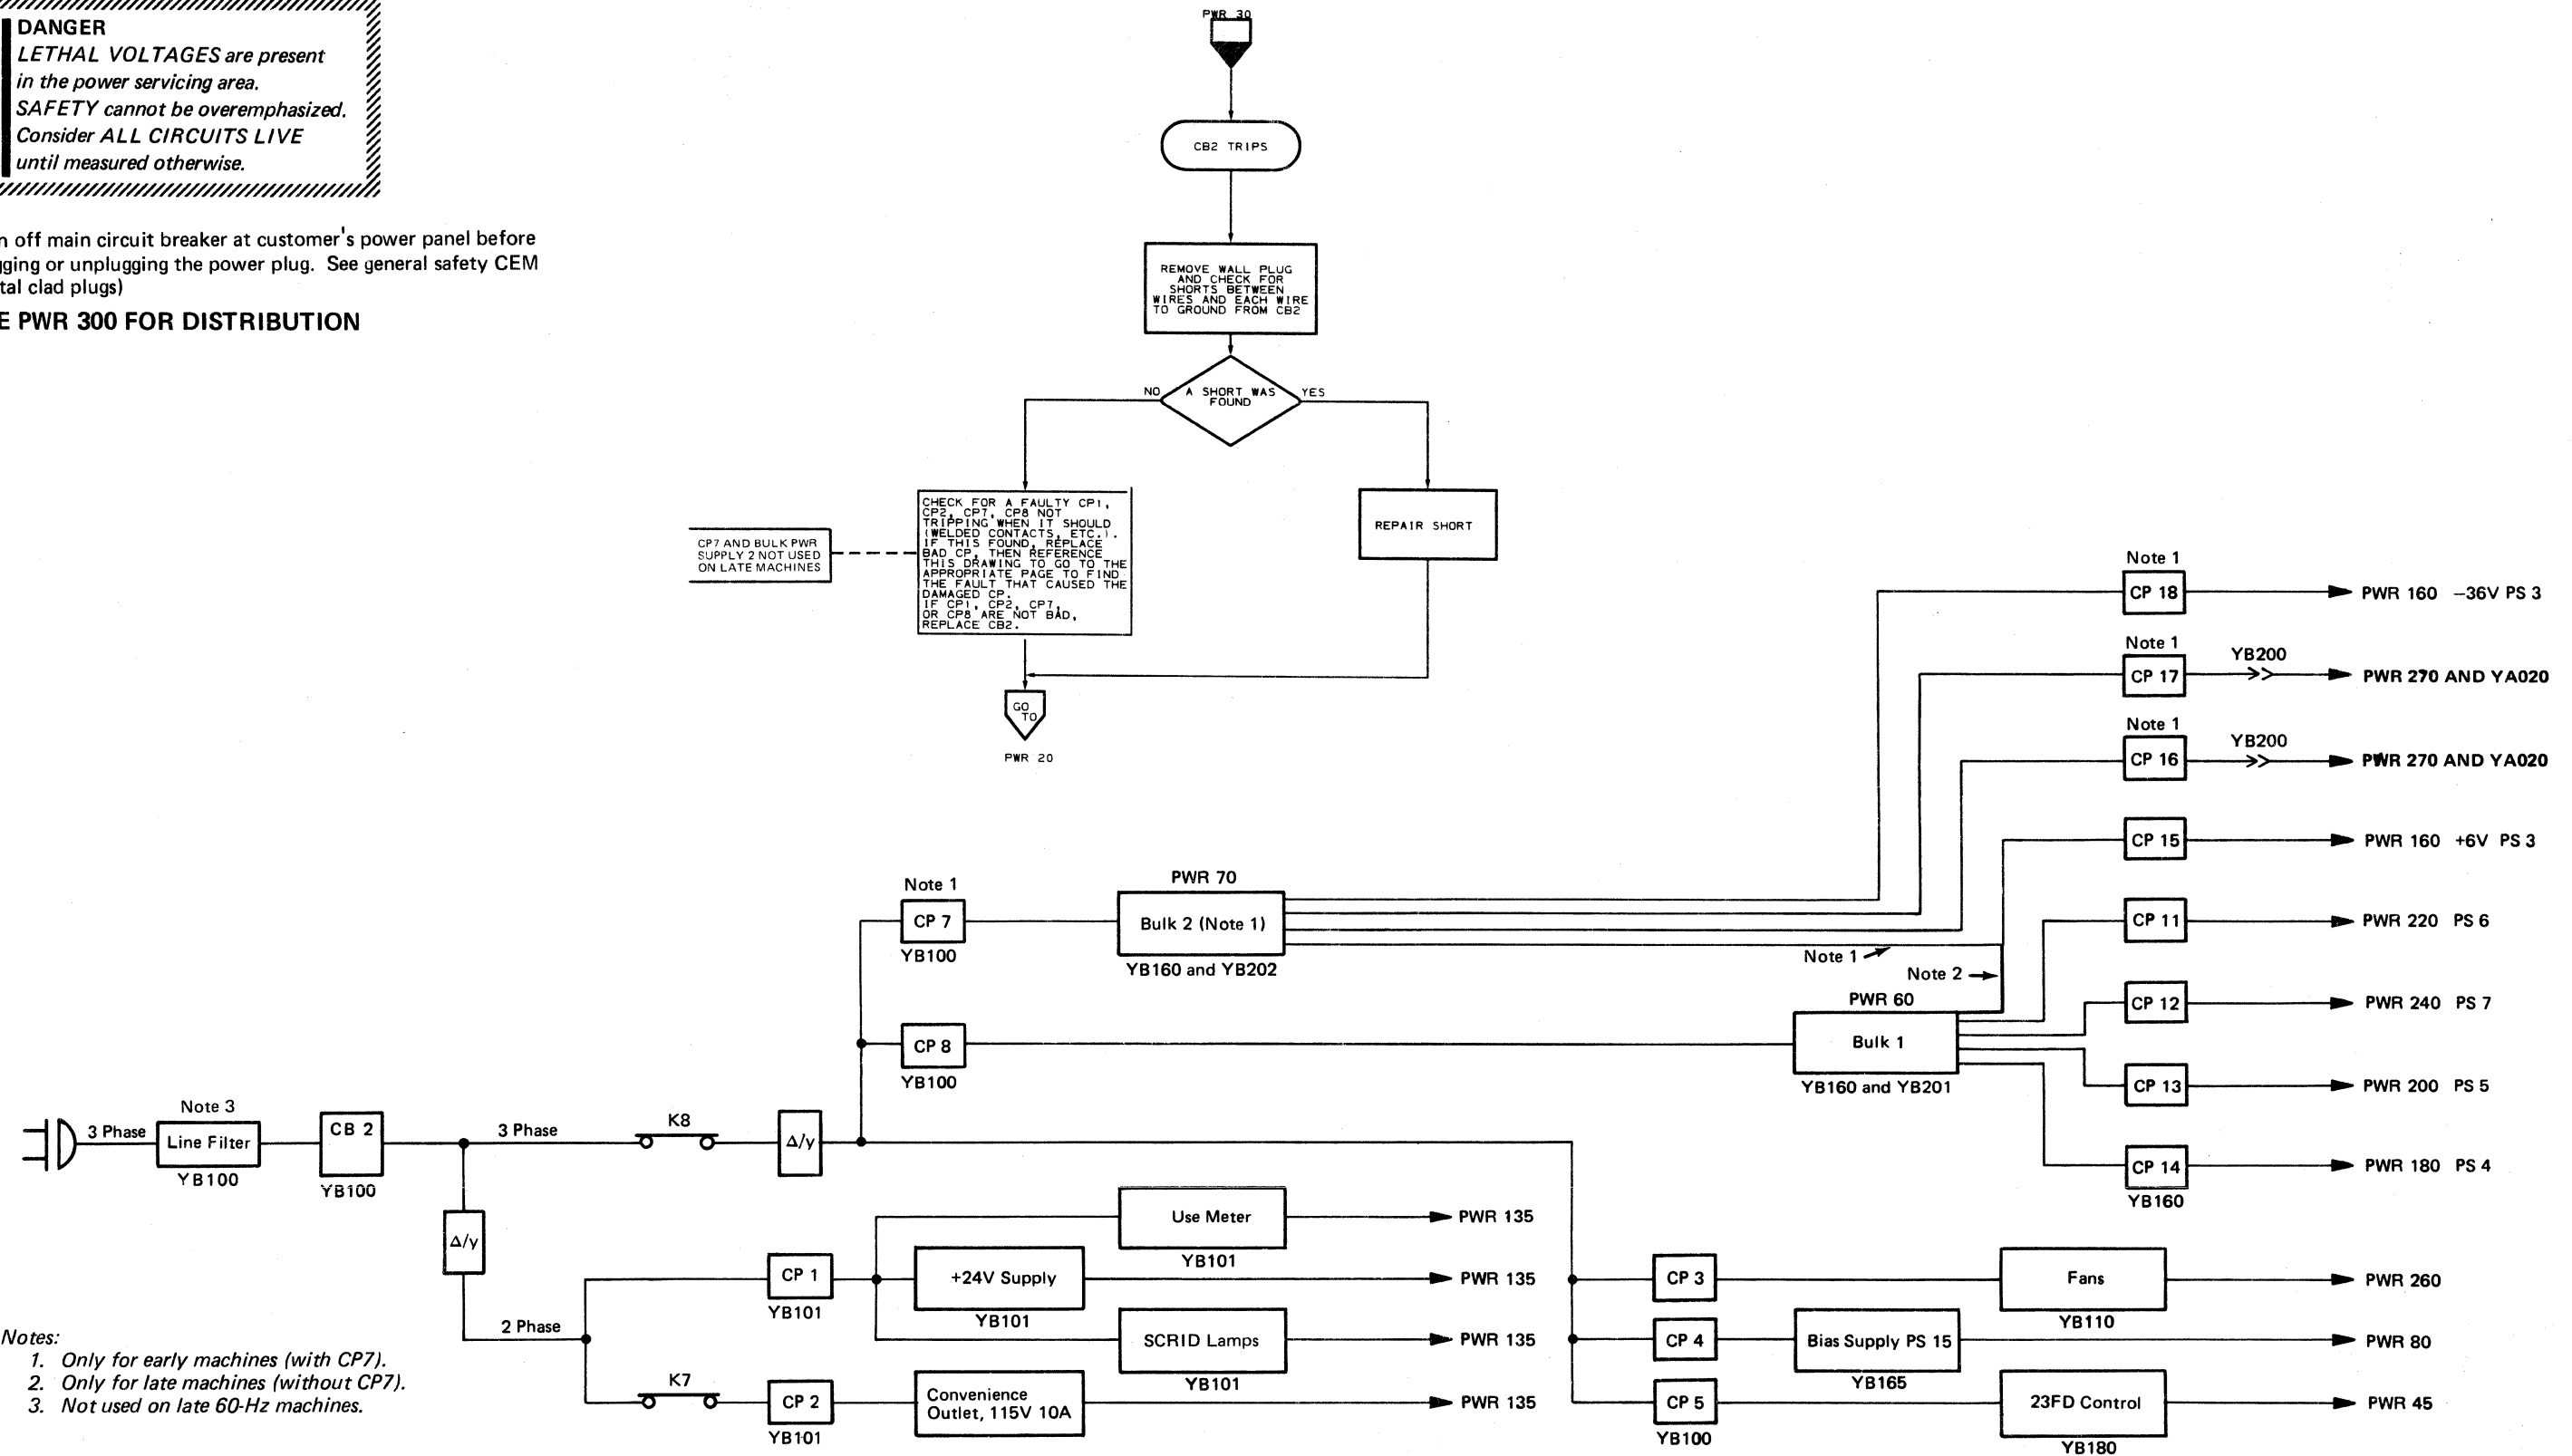 DANGER
LETHAL VOLTAGES are present
in the power servicing area.
SAFETY cannot be overemphasized.
Consider ALL CIRCUITS LIVE
until measured otherwise.
n off main circuit breaker at customer's power panel before
gging or unplugging the power plug. See general safety CEM
tal clad plugs)
E PWR 300 FOR DISTRIBUTION
PWR 30
CB2 TRIPS
REMOVE WALL PLUG
AND CHECK FOR
SHORTS BETWEEN
WIRES AND EACH WIRE
TO GROUND FROM CB2
NO
A SHORT WAS
FOUND
YES
CP7 AND BULK PWR
SUPPLY 2 NOT USED
ON LATE MACHINES
CHECK FOR A FAULTY CP1,
CP2, CP7, CP8 NOT
TRIPPING WHEN IT SHOULD
(WELDED CONTACTS, ETC.).
IF THIS FOUND, REPLACE
BAD CP, THEN REFERENCE
THIS DRAWING TO GO TO THE
APPROPRIATE PAGE TO FIND
THE FAULT THAT CAUSED THE
DAMAGED CP.
IF CP1, CP2, CP7,
OR CP8 ARE NOT BAD,
REPLACE CB2.
REPAIR SHORT
GO
TO
PWR 20
Note 1
CP 18
PWR 160 −36V PS 3
Note 1
CP 17
YB200
PWR 270 AND YA020
Note 1
CP 16
YB200
PWR 270 AND YA020
CP 15
PWR 160 +6V PS 3
Note 1
CP 7
YB100
PWR 70
Bulk 2 (Note 1)
YB160 and YB202
Note 1
Note 2
CP 11
PWR 220 PS 6
CP 8
YB100
PWR 60
Bulk 1
YB160 and YB201
CP 12
PWR 240 PS 7
CP 13
PWR 200 PS 5
CP 14
YB160
PWR 180 PS 4
3 Phase
Note 3
Line Filter
YB100
CB 2
YB100
3 Phase
K8
Δ/y
Δ/y
2 Phase
CP 1
YB101
Use Meter
YB101
PWR 135
+24V Supply
YB101
PWR 135
SCRID Lamps
YB101
PWR 135
K7
CP 2
YB101
Convenience
Outlet, 115V 10A
PWR 135
CP 3
Fans
YB110
PWR 260
CP 4
Bias Supply PS 15
YB165
PWR 80
CP 5
YB100
23FD Control
YB180
PWR 45
Notes:
1. Only for early machines (with CP7).
2. Only for late machines (without CP7).
3. Not used on late 60-Hz machines.